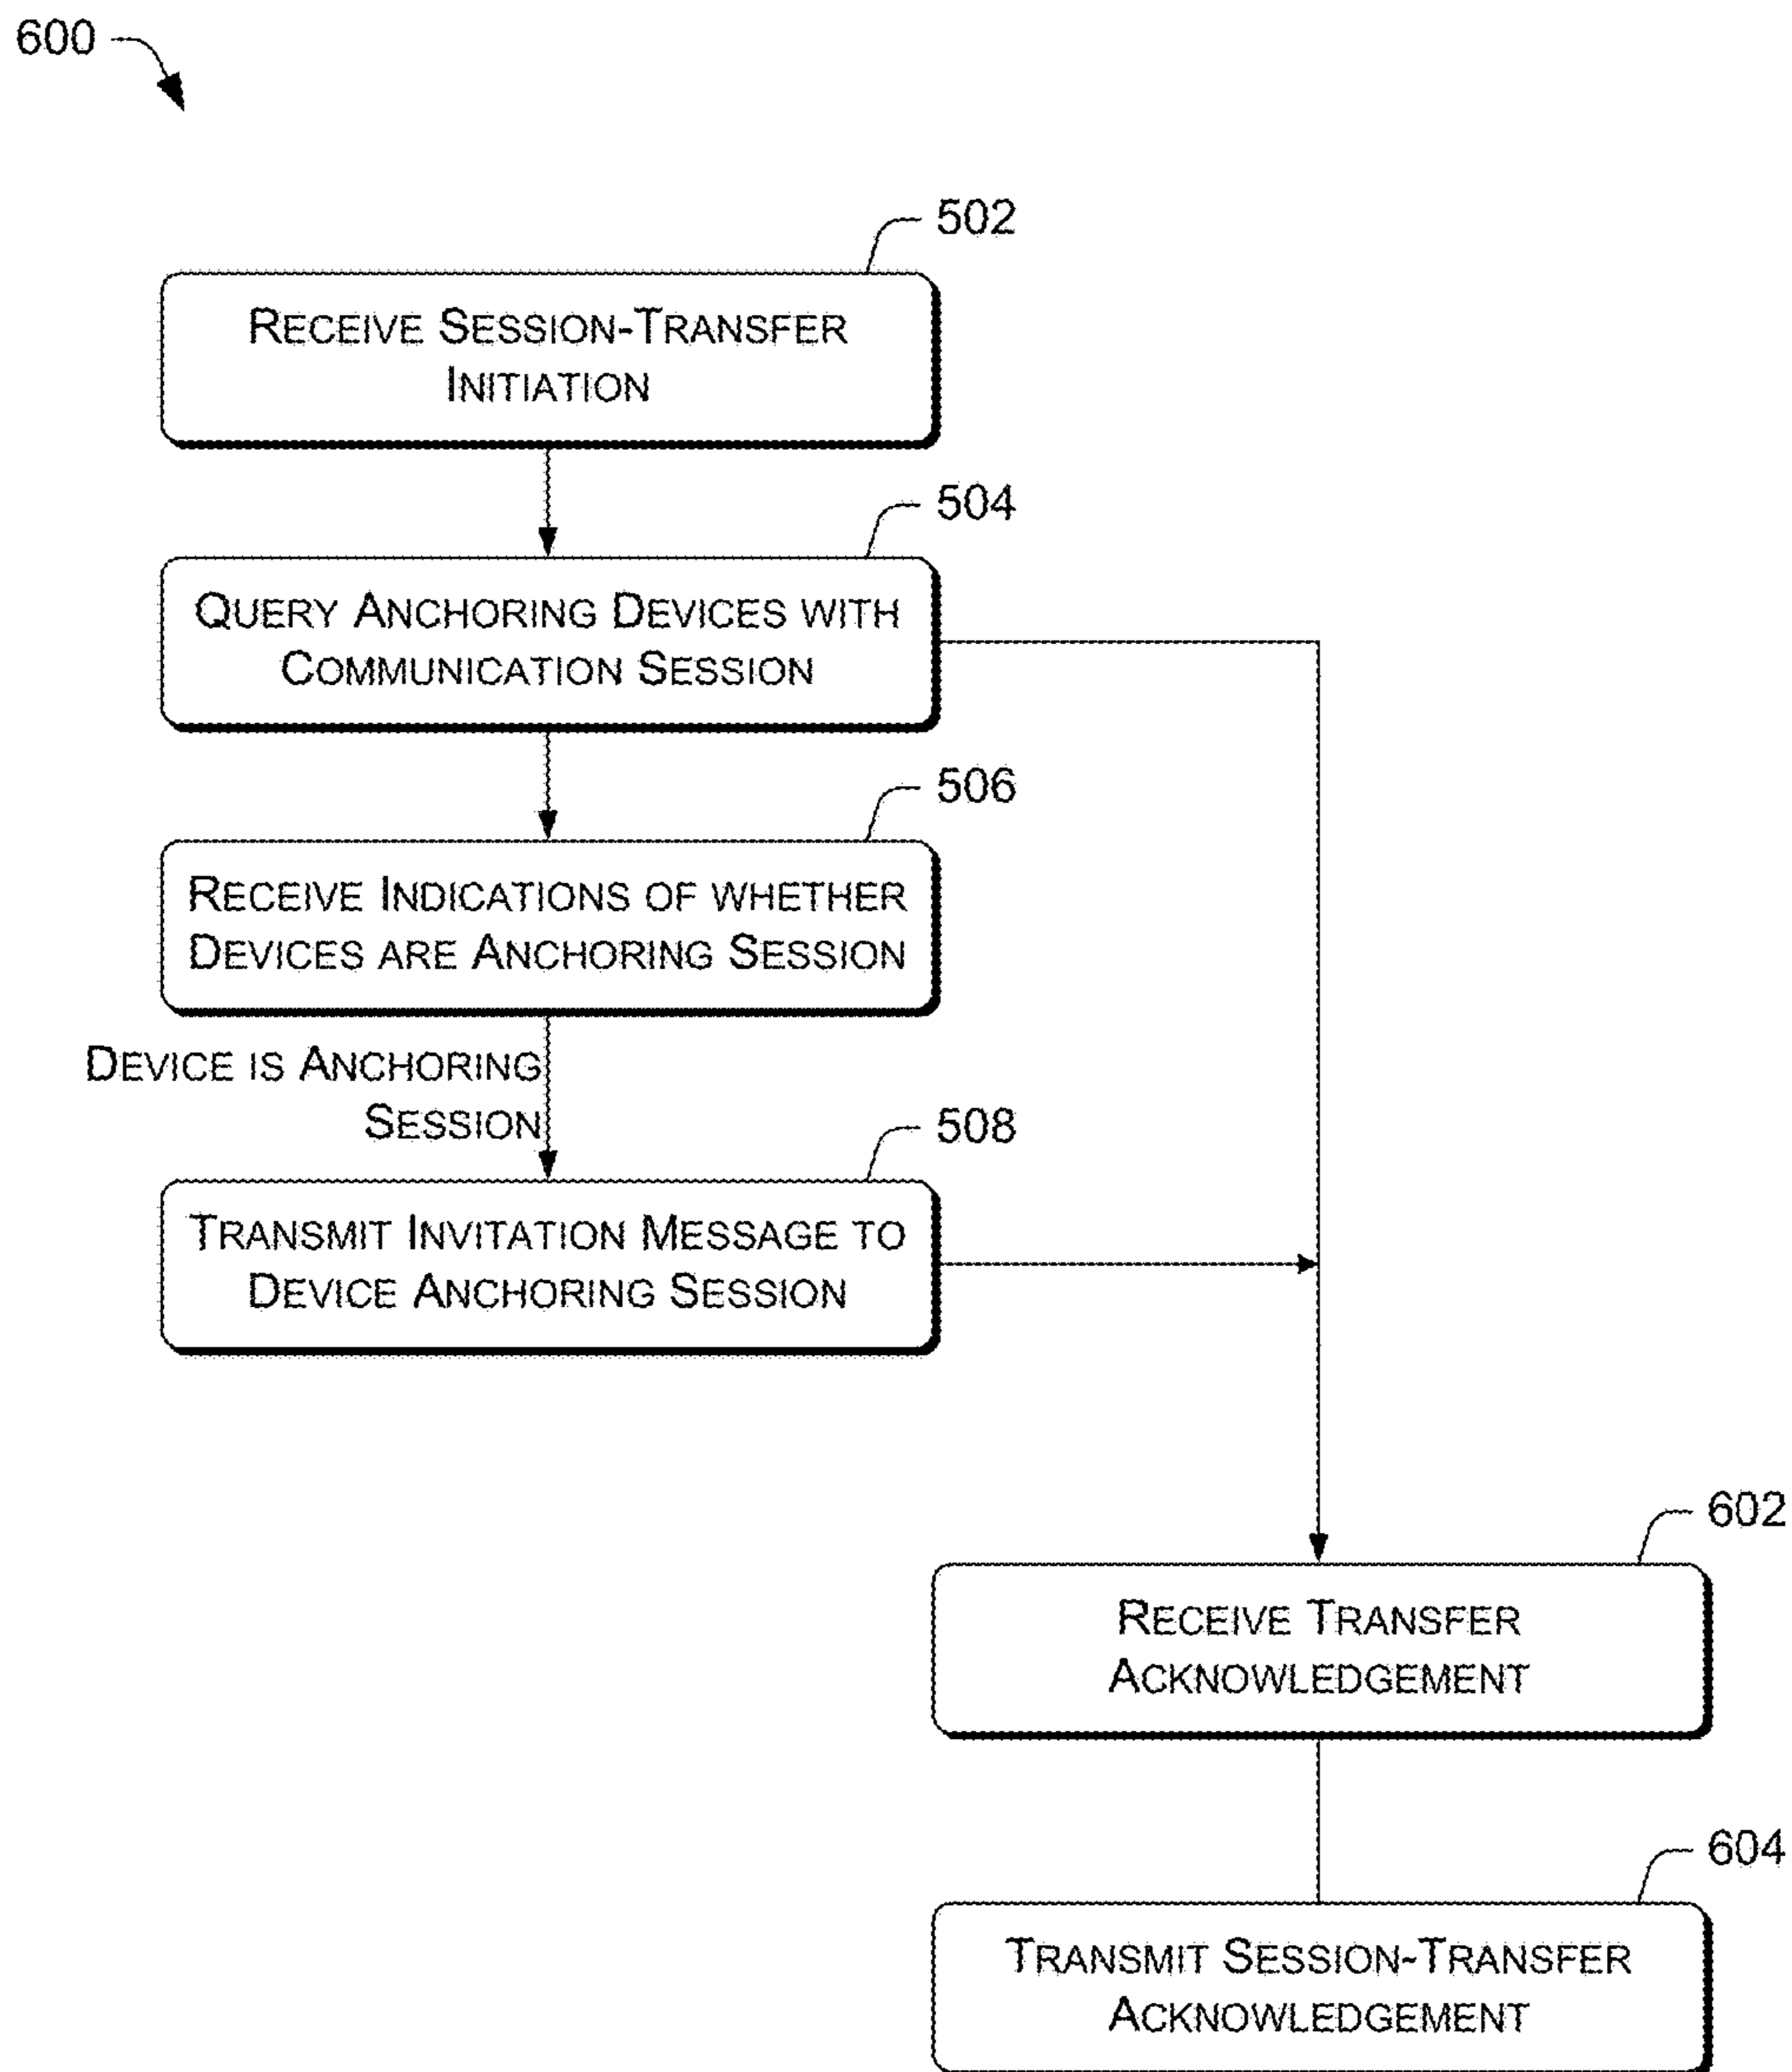 600
502
RECEIVE SESSION-TRANSFER
INITIATION
504
QUERY ANCHORING DEVICES WITH
COMMUNICATION SESSION
506
RECEIVE INDICATIONS OF WHETHER
DEVICES ARE ANCHORING SESSION
DEVICE IS ANCHORING
SESSION
508
TRANSMIT INVITATION MESSAGE TO
DEVICE ANCHORING SESSION
602
RECEIVE TRANSFER
ACKNOWLEDGEMENT
604
TRANSMIT SESSION-TRANSFER
ACKNOWLEDGEMENT